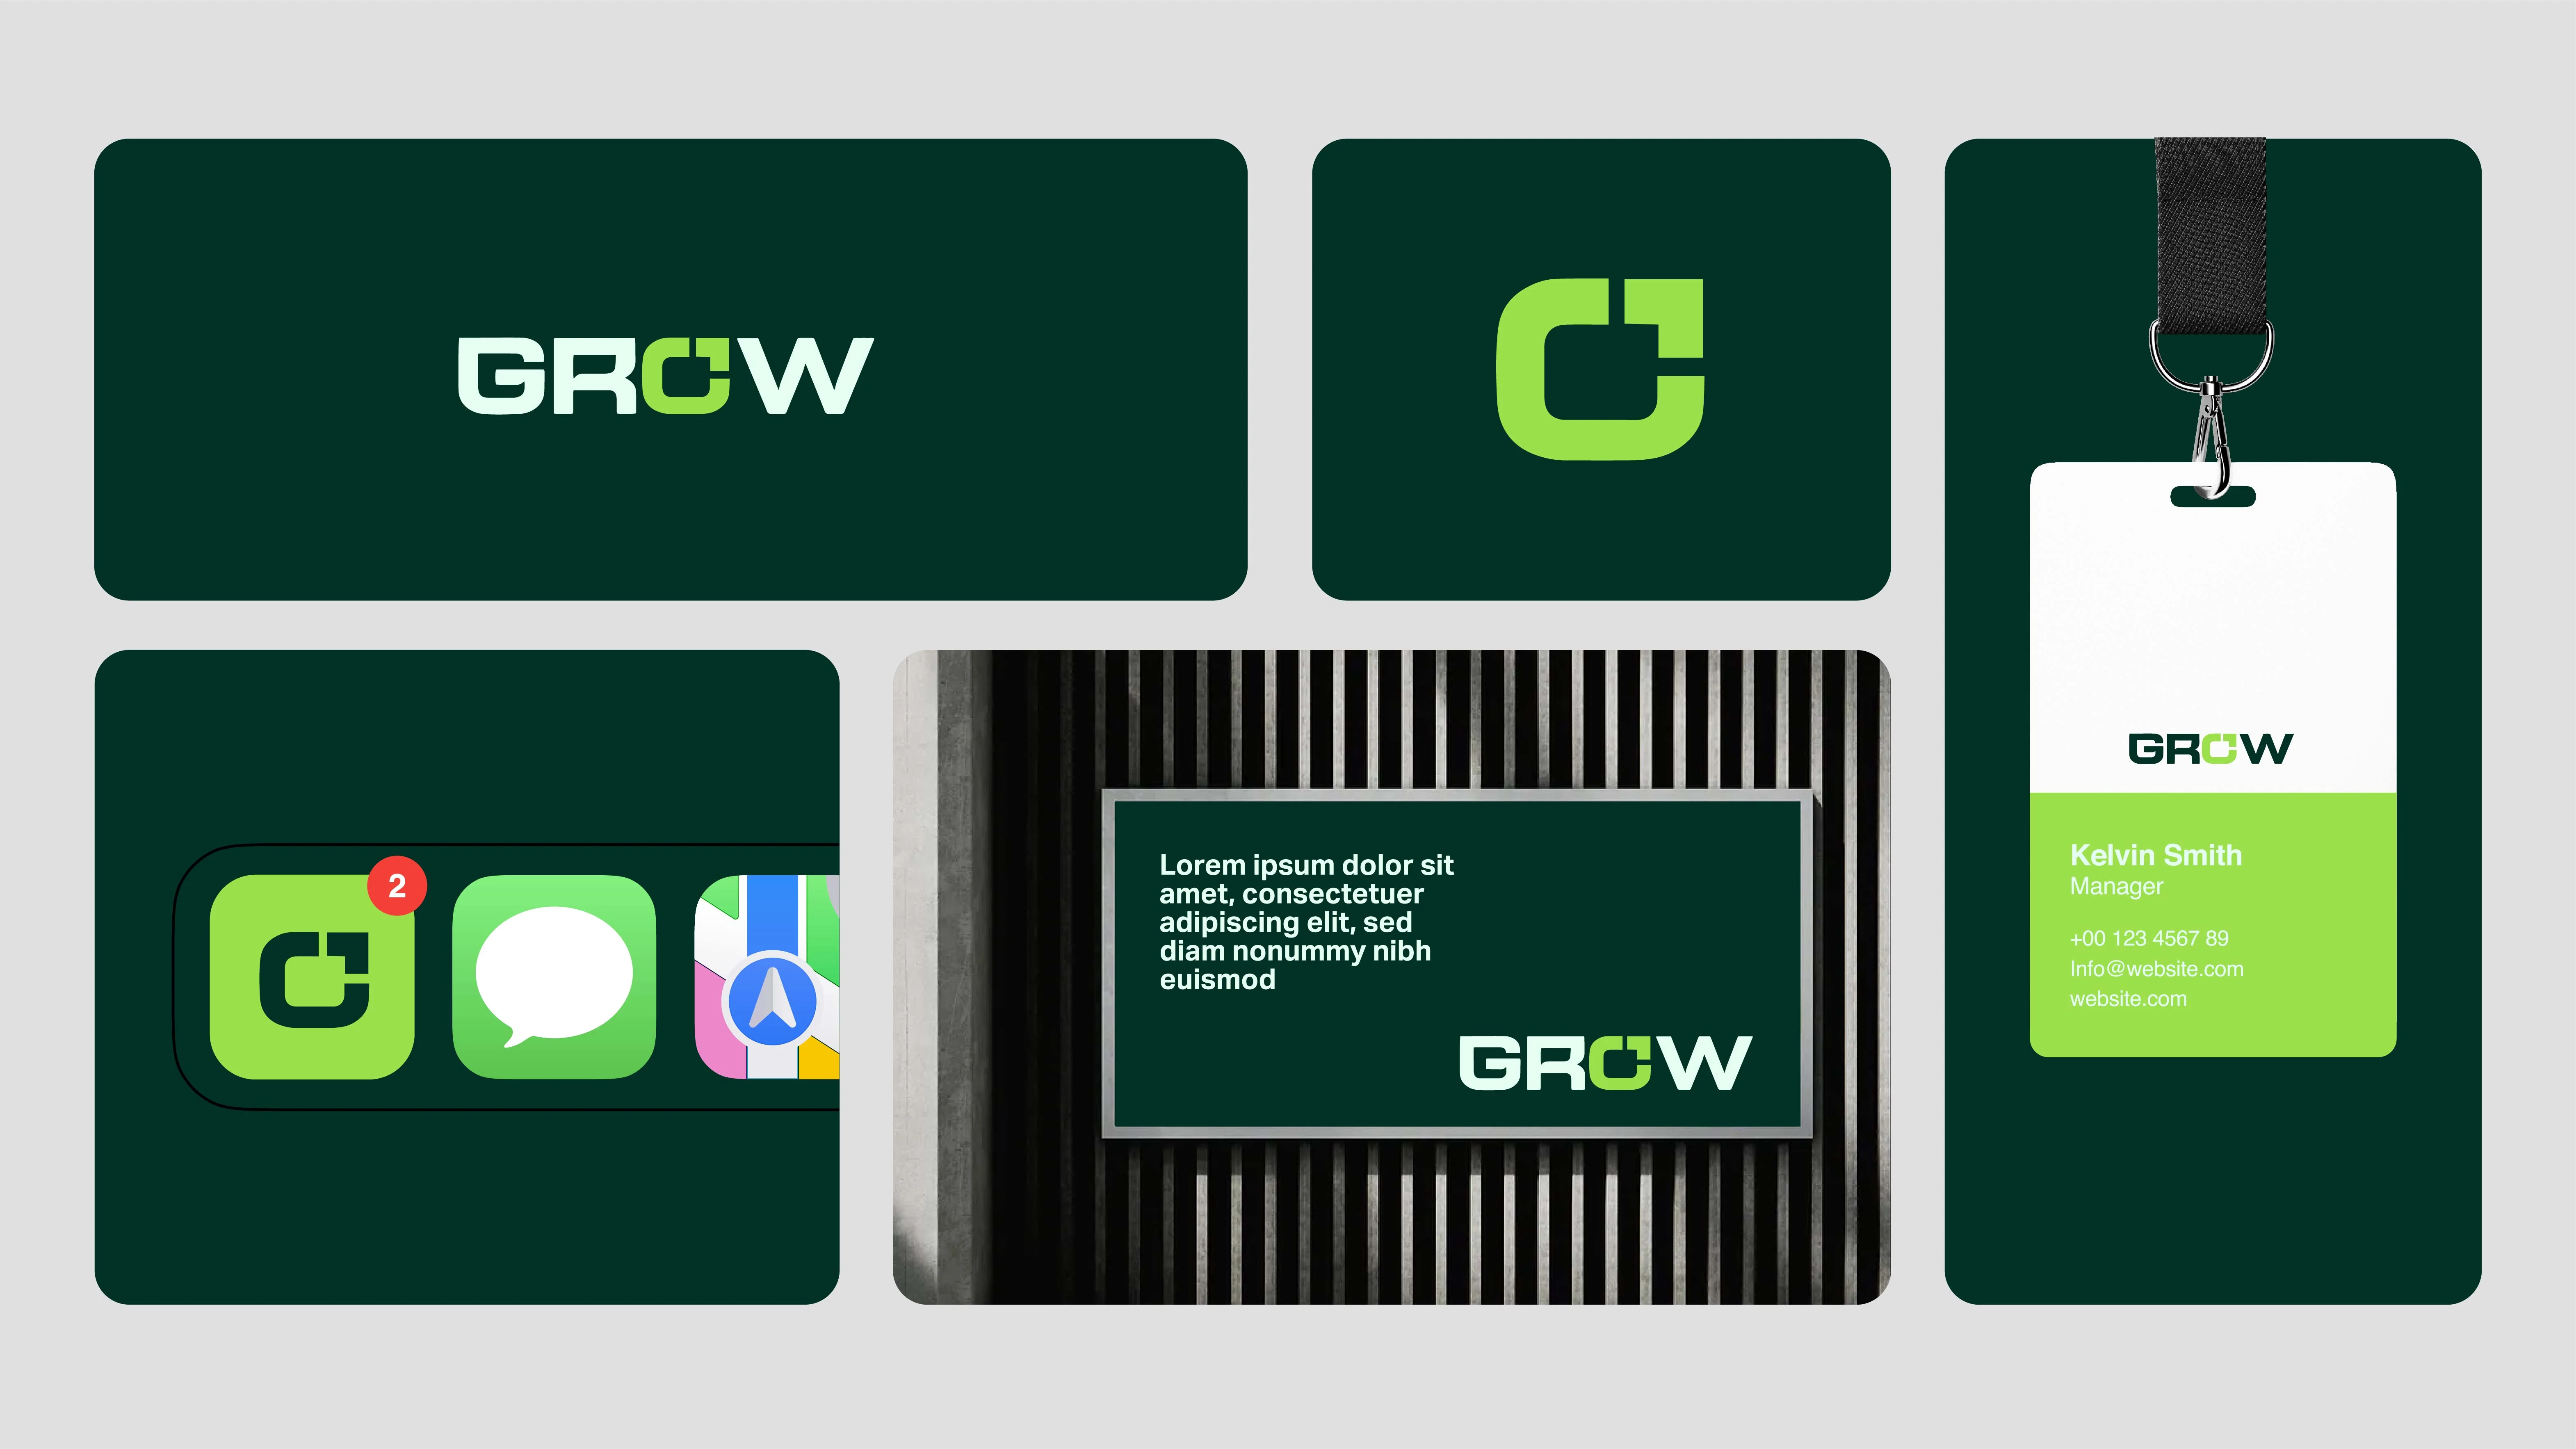 GROW
2
Lorem ipsum dolor sit
amet, consectetuer
adipiscing elit, sed
diam nonummy nibh
euismod
GROW
GROW
Kelvin Smith
Manager
+00 123 4567 89
Info@website.com
website.com